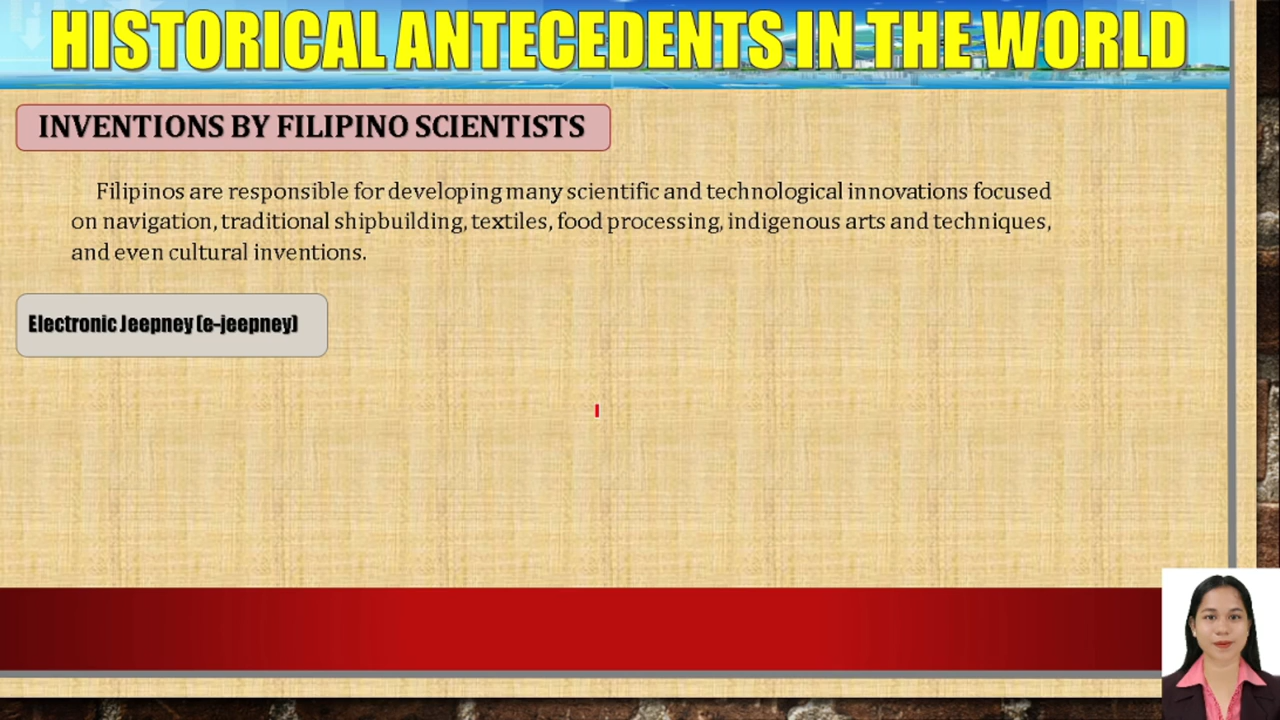 HISTORICAL ANTECEDENTS IN THE WORLD
INVENTIONS BY FILIPINO SCIENTISTS
Filipinos are responsible for developing many scientific and technological innovations focused
on navigation, traditional shipbuilding, textiles, food processing, indigenous arts and techniques,
and even cultural inventions.
Electronic Jeepney (e-jeepney)